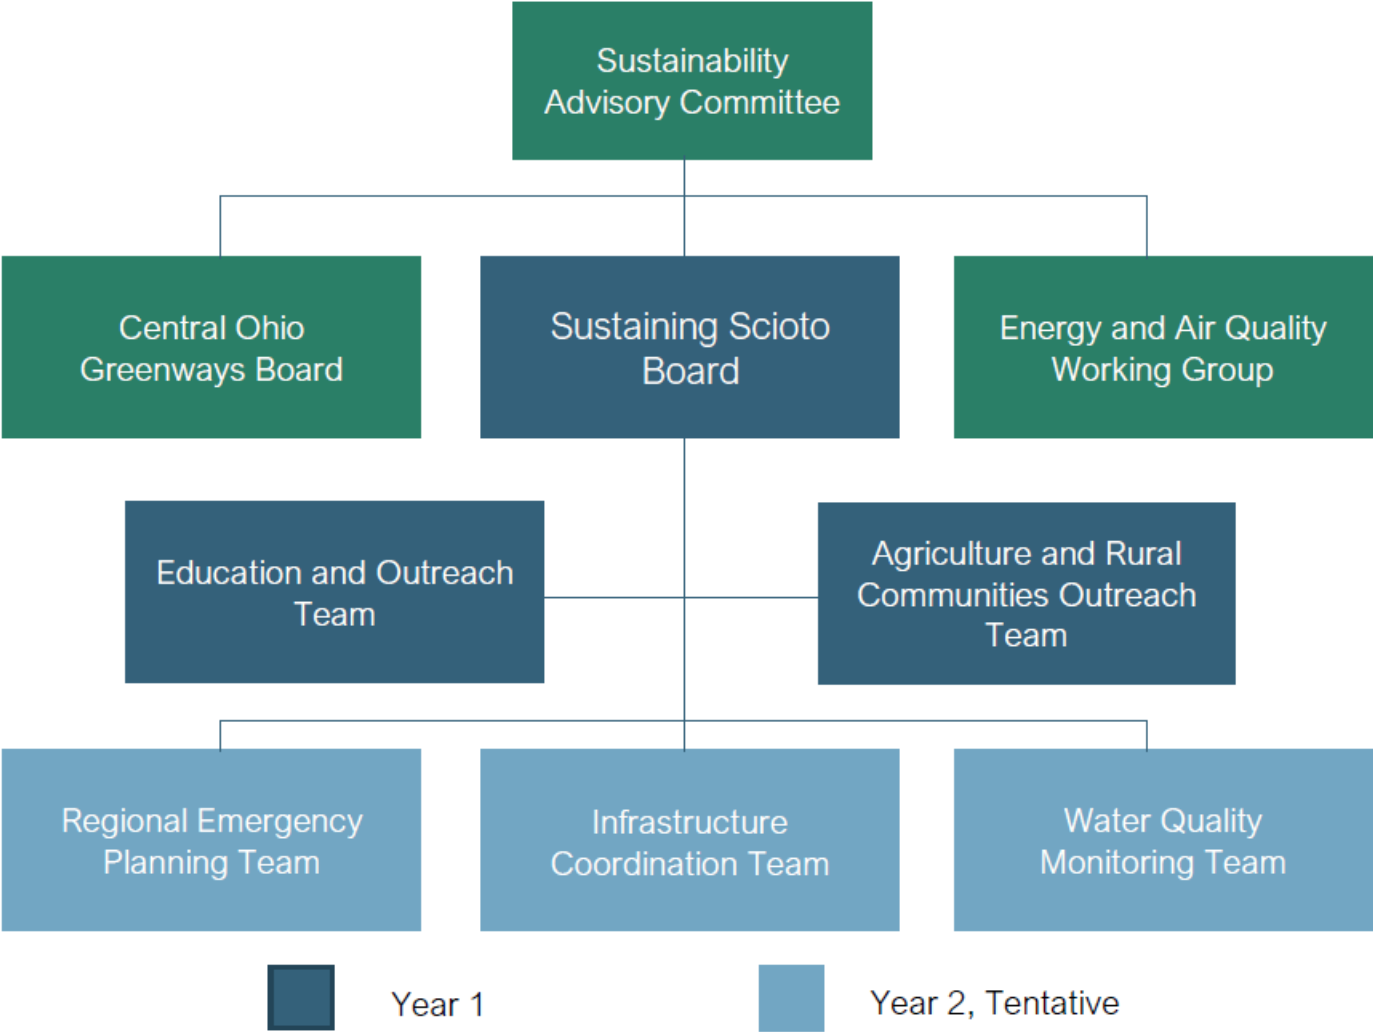 Sustainability
Advisory Committee
Central Ohio
Greenways Board
Sustaining Scioto
Board
Energy and Air Quality
Working Group
Education and Outreach
Team
Agriculture and Rural
Communities Outreach
Team
Regional Emergency
Planning Team
Infrastructure
Coordination Team
Water Quality
Monitoring Team
Year 1
Year 2, Tentative